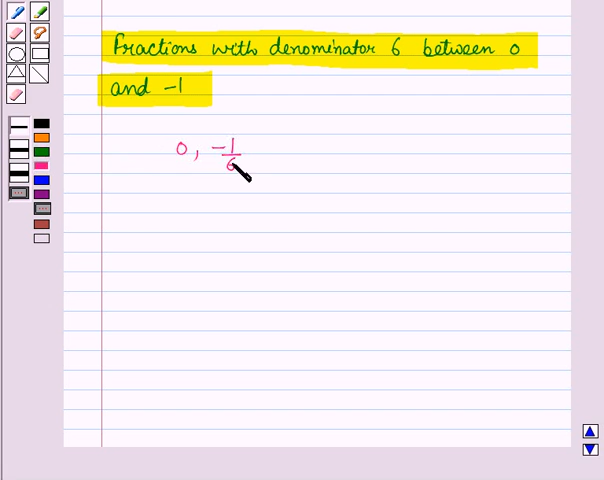 Fractions with denominator 6 between 0
and -1
0, -1/6